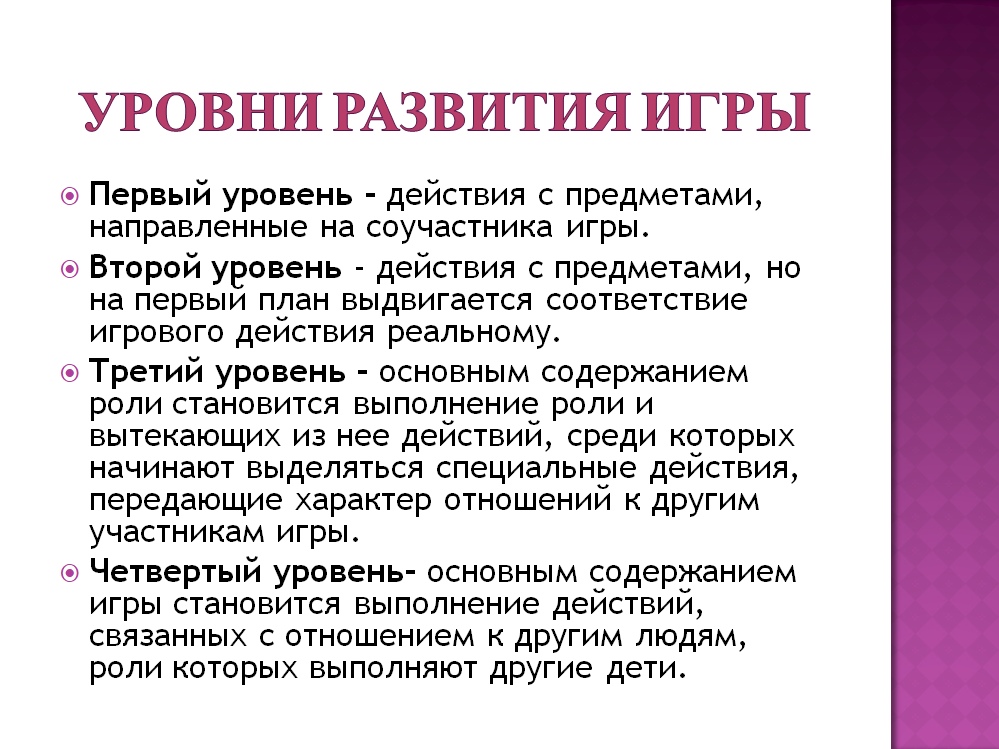 УРОВНИ РАЗВИТИЯ ИГРЫ
Первый уровень – действия с предметами,
направленные на соучастника игры.
Второй уровень - действия с предметами, но
на первый план выдвигается соответствие
игрового действия реальному.
Третий уровень – основным содержанием
роли становится выполнение роли и
вытекающих из нее действий, среди которых
начинают выделяться специальные действия,
передающие характер отношений к другим
участникам игры.
Четвертый уровень– основным содержанием
игры становится выполнение действий,
связанных с отношением к другим людям,
роли которых выполняют другие дети.